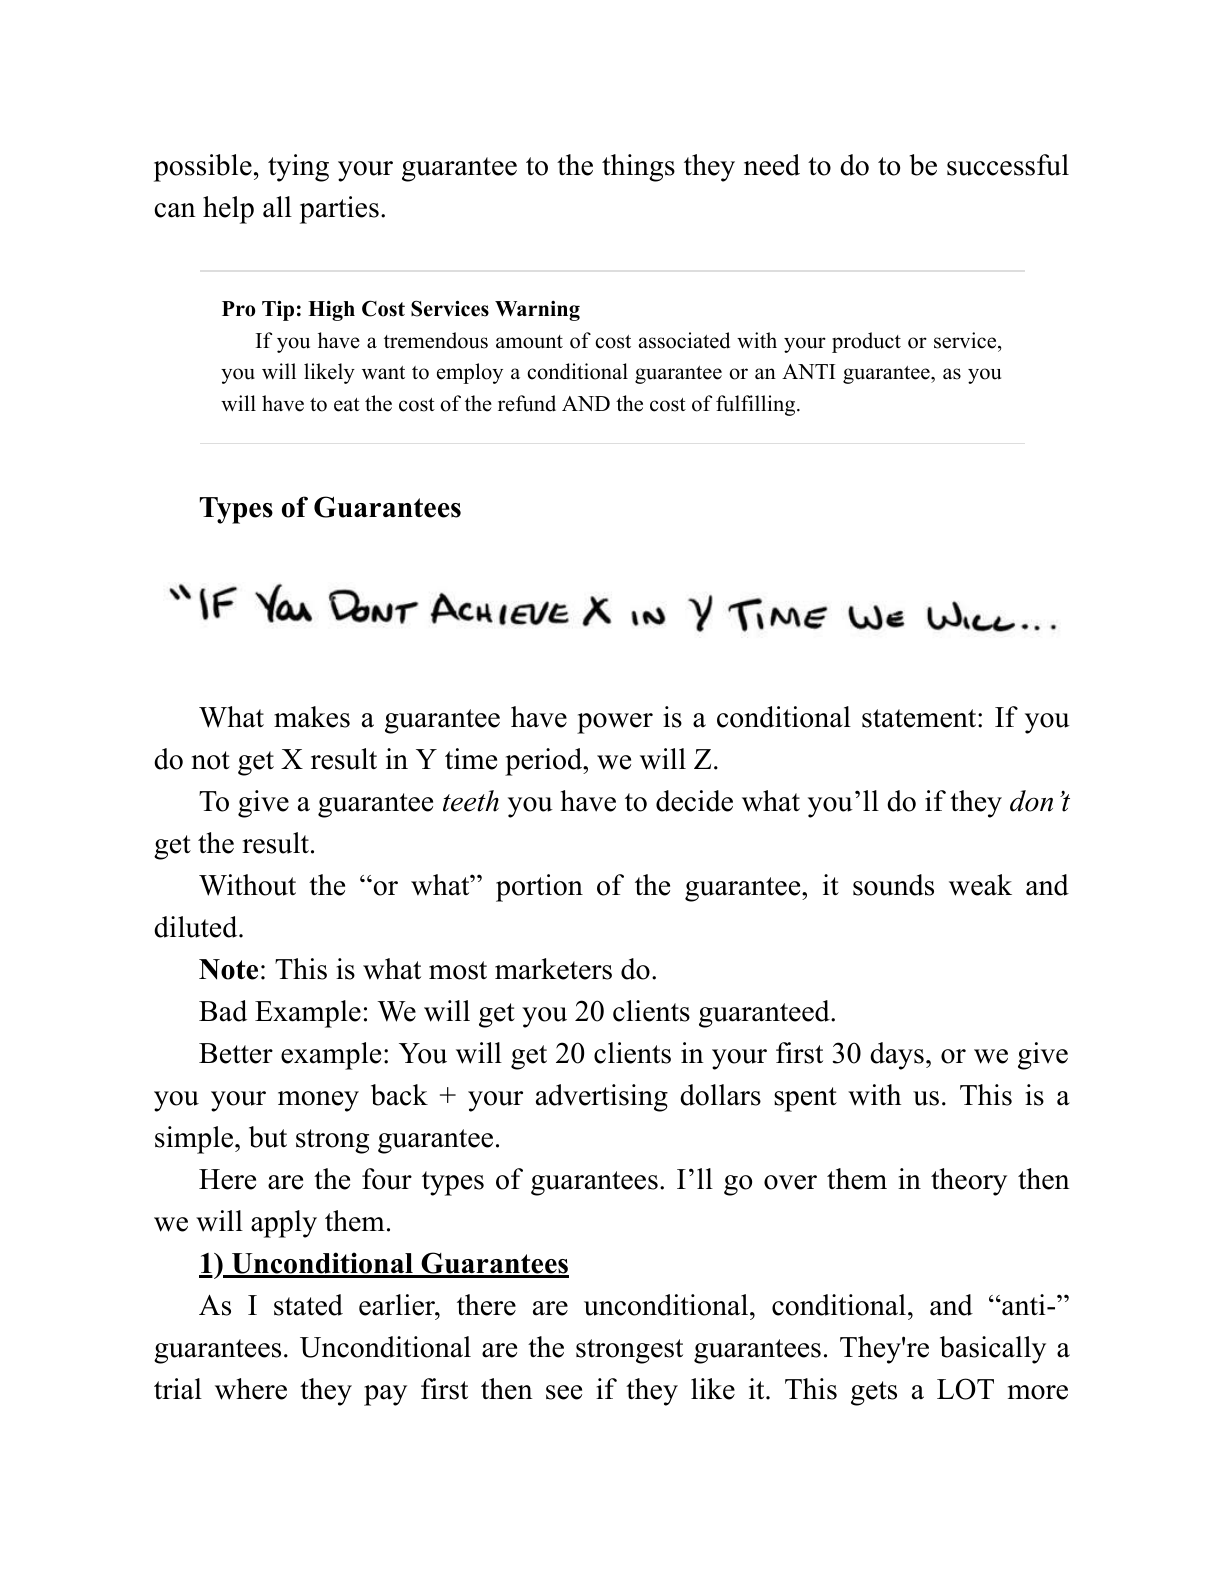 possible, tying your guarantee to the things they need to do to be successful
can help all parties.
Pro Tip: High Cost Services Warning
If you have a tremendous amount of cost associated with your product or service,
you will likely want to employ a conditional guarantee or an ANTI guarantee, as you
will have to eat the cost of the refund AND the cost of fulfilling.
Types of Guarantees
"IF YOU DONT ACHIEVE X IN Y TIME WE WILL...
What makes a guarantee have power is a conditional statement: If you
do not get X result in Y time period, we will Z.
To give a guarantee teeth you have to decide what you’ll do if they don’t
get the result.
Without the “or what” portion of the guarantee, it sounds weak and
diluted.
Note: This is what most marketers do.
Bad Example: We will get you 20 clients guaranteed.
Better example: You will get 20 clients in your first 30 days, or we give
you your money back + your advertising dollars spent with us. This is a
simple, but strong guarantee.
Here are the four types of guarantees. I’ll go over them in theory then
we will apply them.
1) Unconditional Guarantees
As I stated earlier, there are unconditional, conditional, and “anti-”
guarantees. Unconditional are the strongest guarantees. They're basically a
trial where they pay first then see if they like it. This gets a LOT more